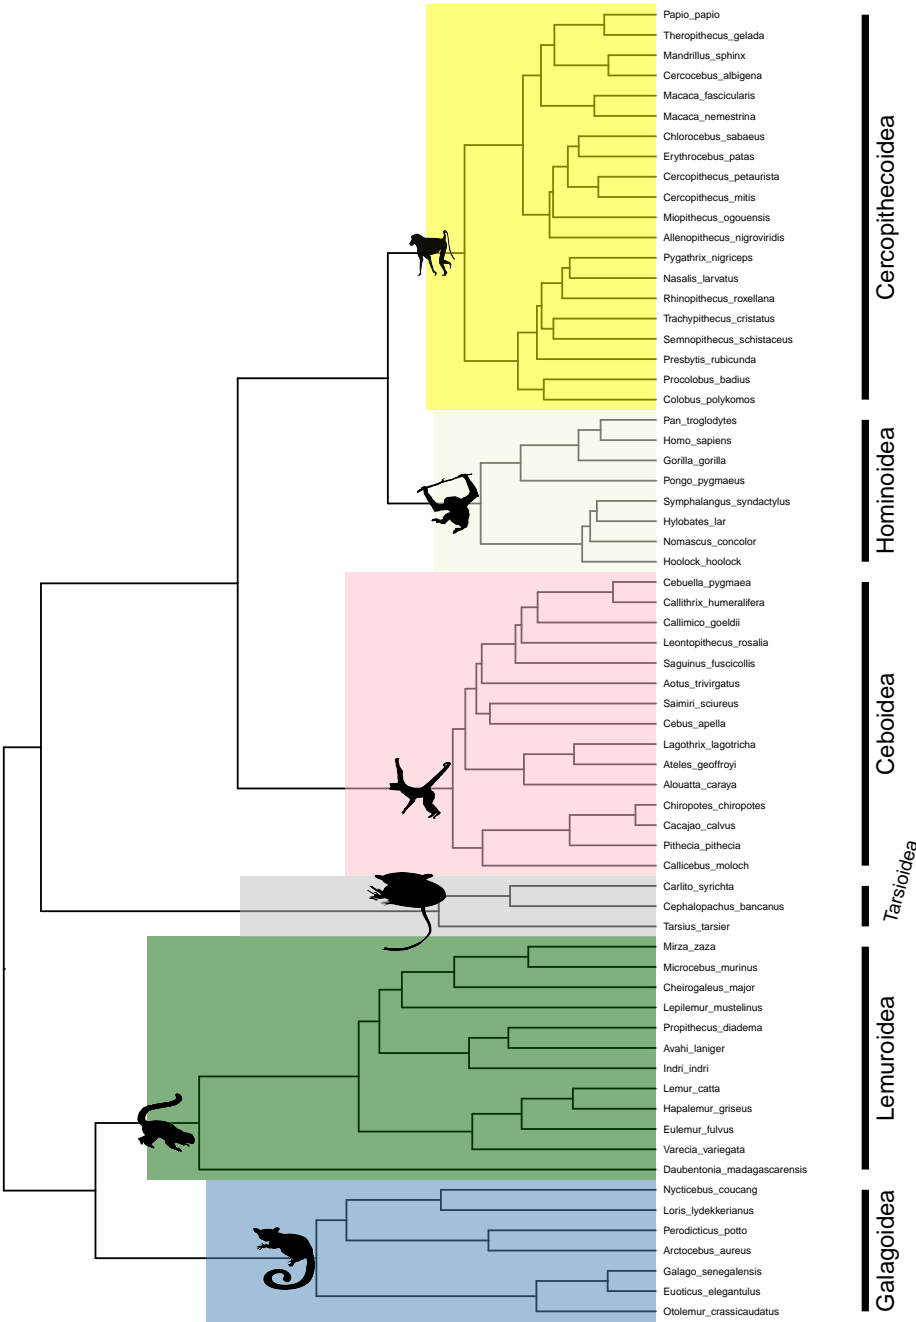 Papio_papio
Theropithecus_gelada
Mandrillus_sphinx
Cercocebus_albigena
Macaca_fascicularis
Macaca_nemestrina
Chlorocebus_sabaeus
Erythrocebus_patas
Cercopithecus_petaurista
Cercopithecus_mitis
Miopithecus_ogouensis
Allenopithecus_nigroviridis
Pygathrix_nigriceps
Nasalis_larvatus
Rhinopithecus_roxellana
Trachypithecus_cristatus
Semnopithecus_schistaceus
Presbytis_rubicunda
Procolobus_badius
Colobus_polykomos
Cercopithecoidea
Pan_troglodytes
Homo_sapiens
Gorilla_gorilla
Pongo_pygmaeus
Symphalangus_syndactylus
Hylobates_lar
Nomascus_concolor
Hoolock_hoolock
Hominoidea
Cebuella_pygmaea
Callithrix_humeralifera
Callimico_goeldii
Leontopithecus_rosalia
Saguinus_fuscicollis
Aotus_trivirgatus
Saimiri_sciureus
Cebus_apella
Lagothrix_lagotricha
Ateles_geoffroyi
Alouatta_caraya
Chiropotes_chiropotes
Cacajao_calvus
Pithecia_pithecia
Callicebus_moloch
Ceboidea
Carlito_syrichta
Cephalopachus_bancanus
Tarsius_tarsier
Tarsioidea
Mirza_zaza
Microcebus_murinus
Cheirogaleus_major
Lepilemur_mustelinus
Propithecus_diadema
Avahi_laniger
Indri_indri
Lemur_catta
Hapalemur_griseus
Eulemur_fulvus
Varecia_variegata
Daubentonia_madagascarensis
Lemuroidea
Nycticebus_coucang
Loris_lydekkerianus
Perodicticus_potto
Arctocebus_aureus
Galago_senegalensis
Euoticus_elegantulus
Otolemur_crassicaudatus
Galagoidea